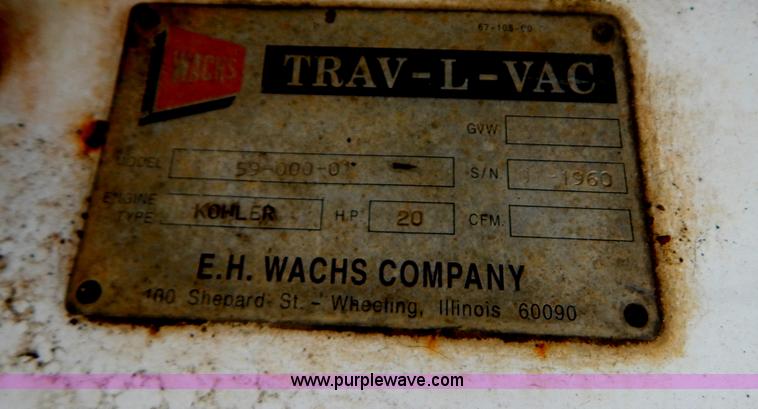 67-105-00
WACHS
TRAV-L-VAC
GVW
MODEL 59-000-01 S/N 1960
ENGINE TYPE KOHLER H.P. 20 CFM.
E.H. WACHS COMPANY
100 Shepard St. - Wheeling, Illinois 60090
www.purplewave.com